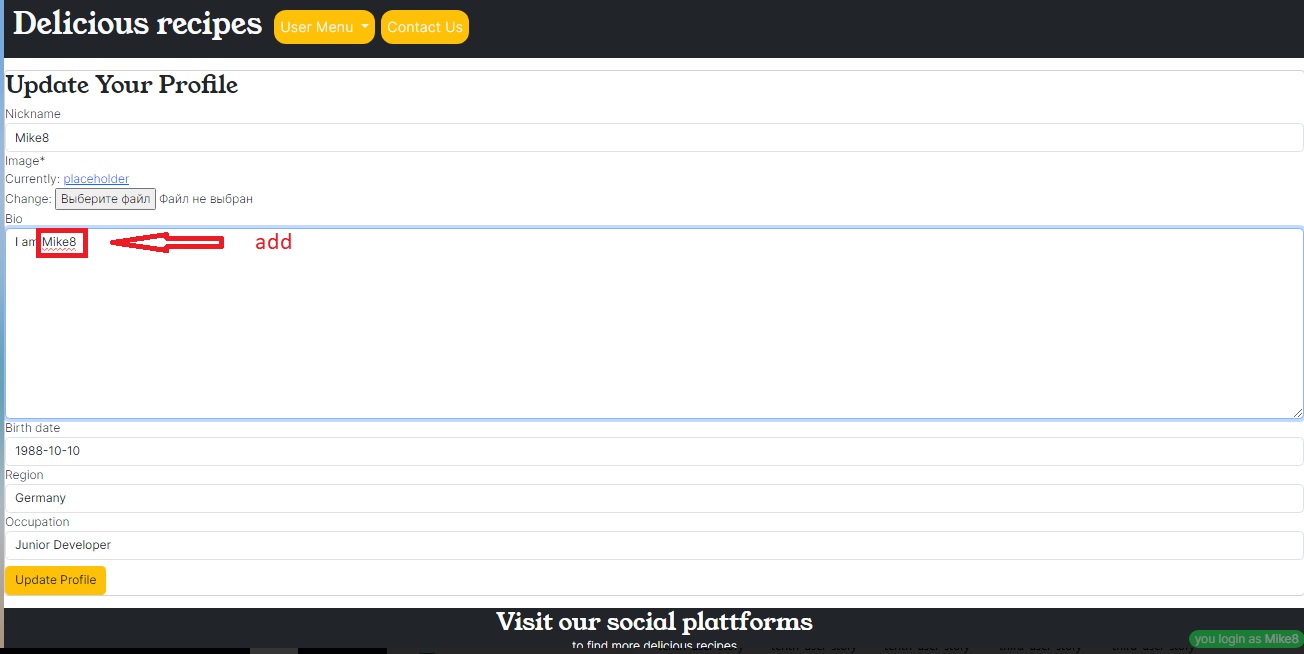 Delicious recipes User Menu Contact Us
Update Your Profile
Nickname
Mike8
Image*
Currently: placeholder
Change: Выберите файл Файл не выбран
Bio
I am Mike8 add
Birth date
1988-10-10
Region
Germany
Occupation
Junior Developer
Update Profile
Visit our social plattforms
to find more delicious recipes
you login as Mike8